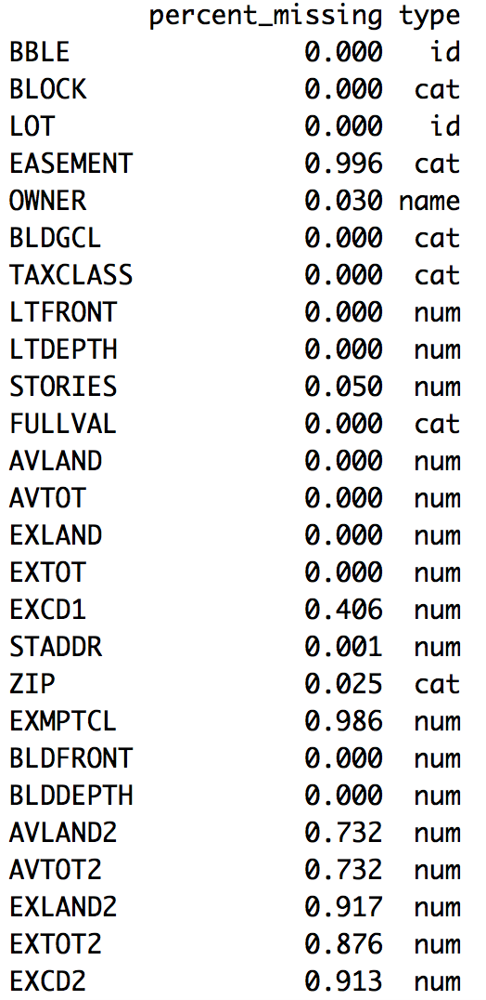 percent_missing type
BBLE 0.000 id
BLOCK 0.000 cat
LOT 0.000 id
EASEMENT 0.996 cat
OWNER 0.030 name
BLDGCL 0.000 cat
TAXCLASS 0.000 cat
LTFRONT 0.000 num
LTDEPTH 0.000 num
STORIES 0.050 num
FULLVAL 0.000 cat
AVLAND 0.000 num
AVTOT 0.000 num
EXLAND 0.000 num
EXTOT 0.000 num
EXCD1 0.406 num
STADDR 0.001 num
ZIP 0.025 cat
EXMPTCL 0.986 num
BLDFRONT 0.000 num
BLDDEPTH 0.000 num
AVLAND2 0.732 num
AVTOT2 0.732 num
EXLAND2 0.917 num
EXTOT2 0.876 num
EXCD2 0.913 num